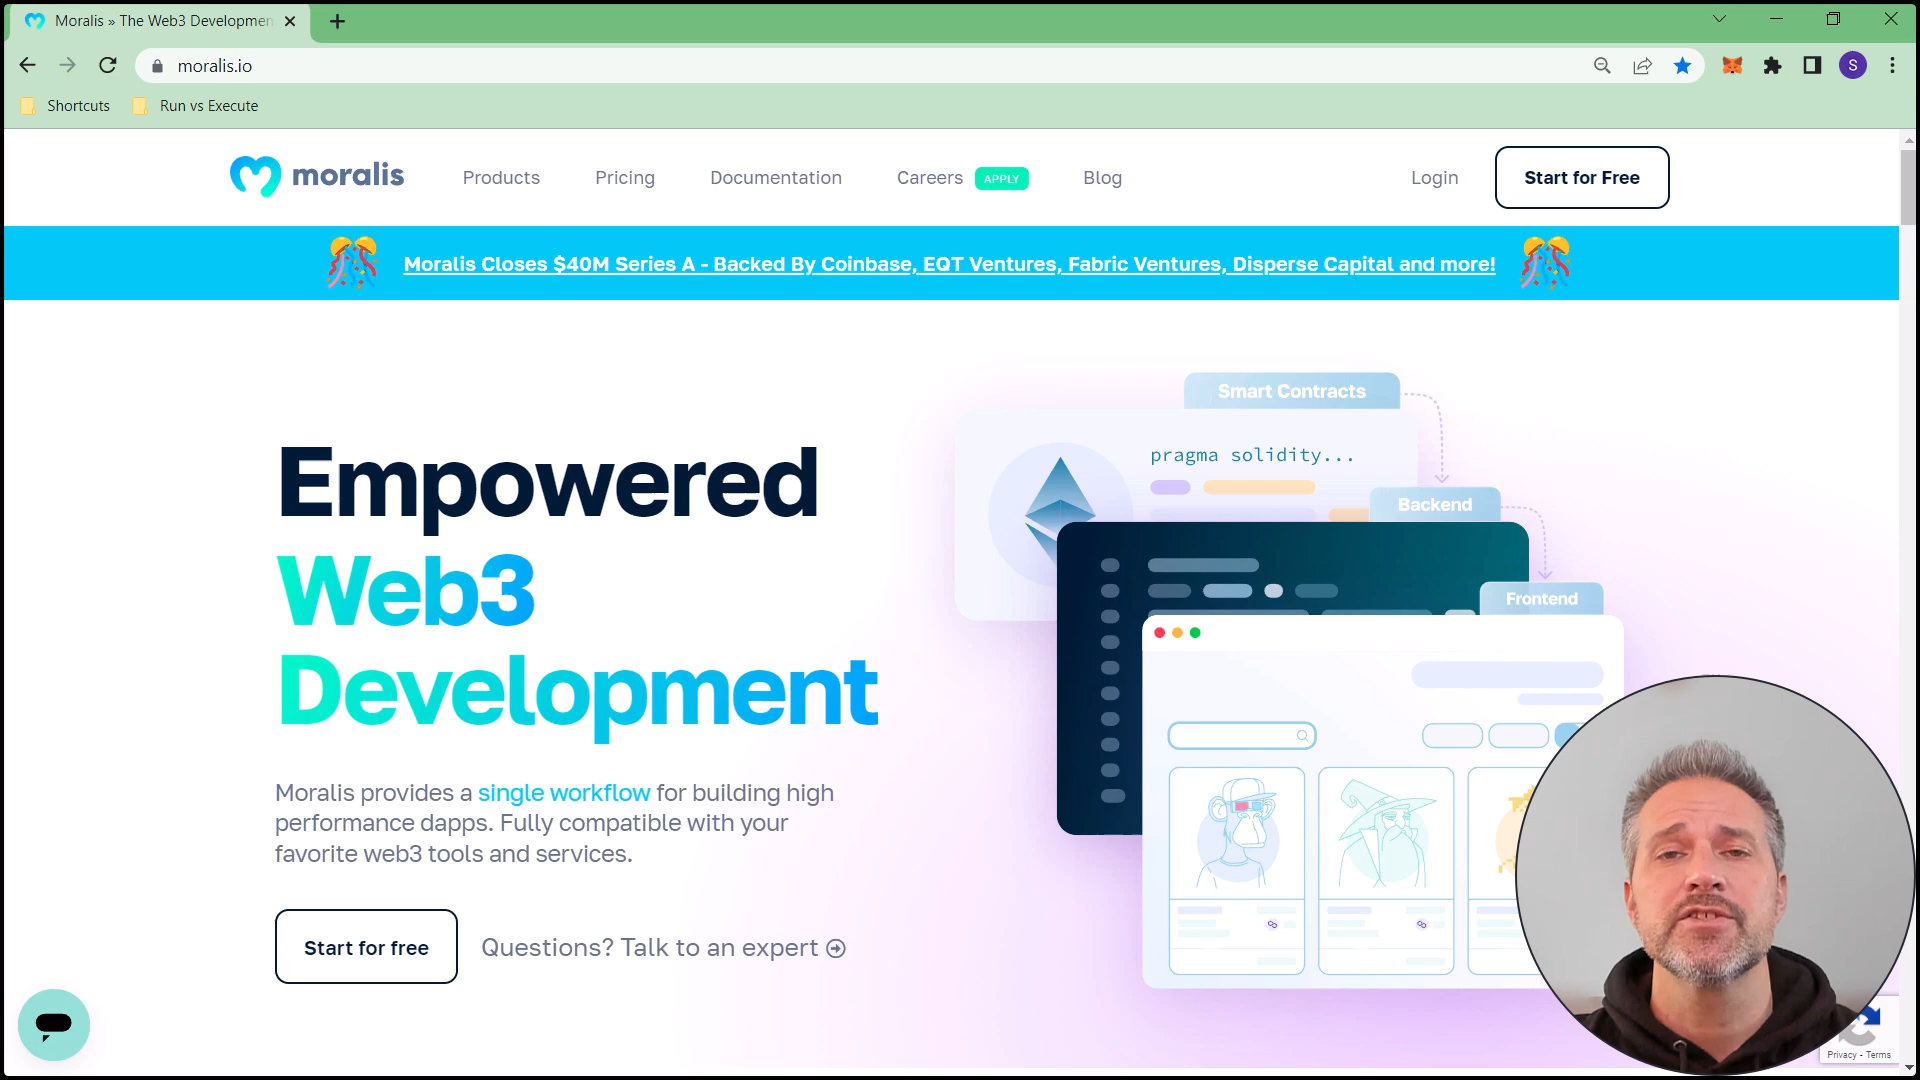 Moralis » The Web3 Developmen
moralis.io
S
Shortcuts
Run vs Execute
moralis
Products
Pricing
Documentation
Careers
APPLY
Blog
Login
Start for Free
Moralis Closes $40M Series A - Backed By Coinbase, EQT Ventures, Fabric Ventures, Disperse Capital and more!
Smart Contracts
pragma solidity...
Backend
Frontend
Empowered
Web3
Development
Moralis provides a single workflow for building high
performance dapps. Fully compatible with your
favorite web3 tools and services.
Start for free
Questions? Talk to an expert
Privacy - Terms